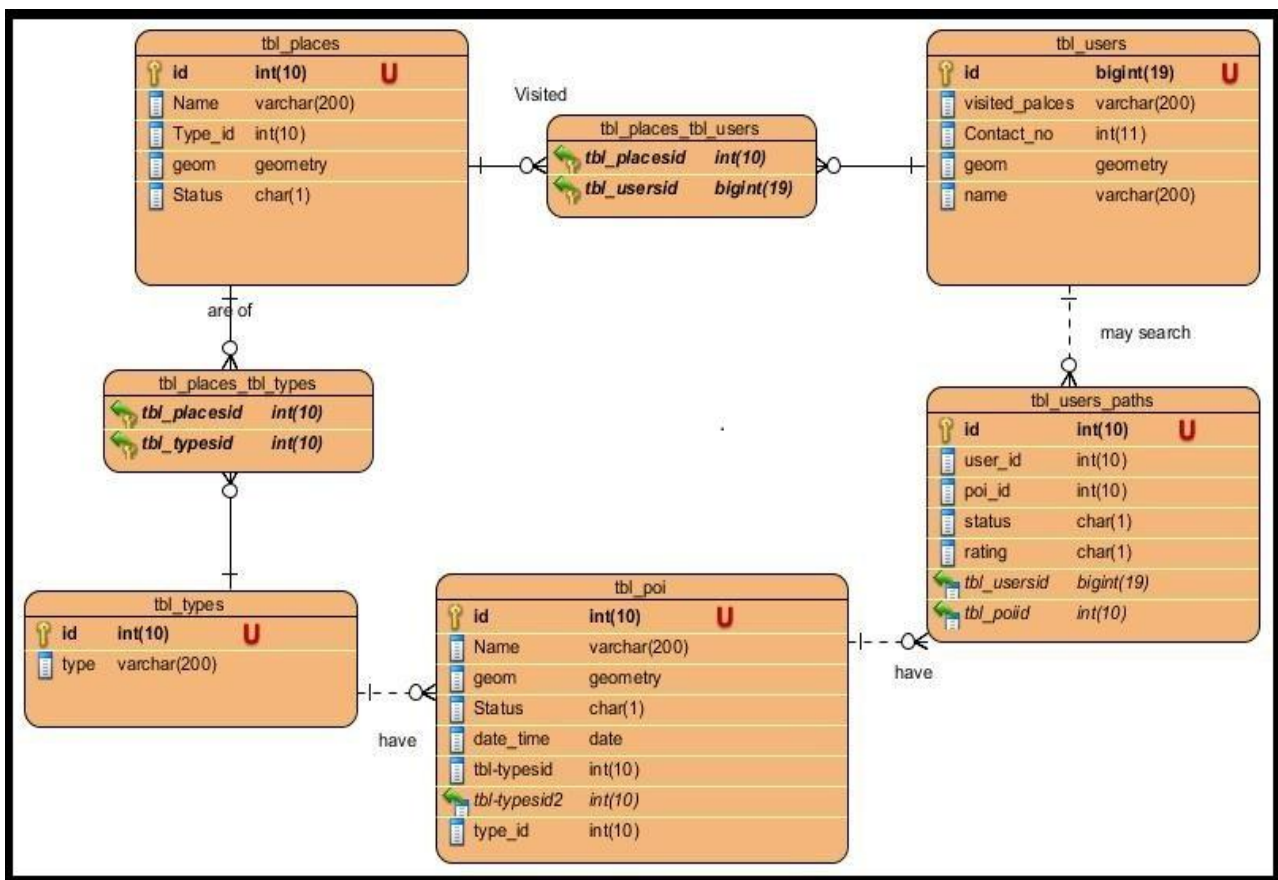 tbl_places
id int(10) U
Name varchar(200)
Type_id int(10)
geom geometry
Status char(1)
Visited
tbl_places_tbl_users
tbl_placesid int(10)
tbl_usersid bigint(19)
tbl_users
id bigint(19) U
visited_palces varchar(200)
Contact_no int(11)
geom geometry
name varchar(200)
are of
may search
tbl_places_tbl_types
tbl_placesid int(10)
tbl_typesid int(10)
tbl_users_paths
id int(10) U
user_id int(10)
poi_id int(10)
status char(1)
rating char(1)
tbl_usersid bigint(19)
tbl_poiid int(10)
tbl_types
id int(10) U
type varchar(200)
have
tbl_poi
id int(10) U
Name varchar(200)
geom geometry
Status char(1)
date_time date
tbl-typesid int(10)
tbl-typesid2 int(10)
type_id int(10)
have